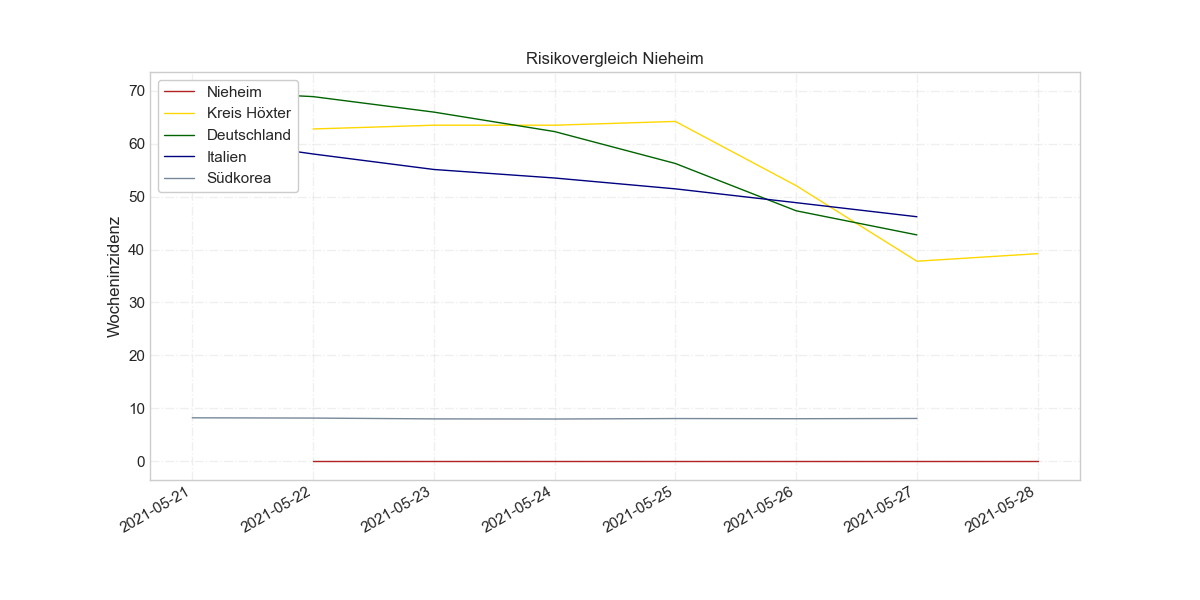 Risikovergleich Nieheim
Nieheim
Kreis Höxter
Deutschland
Italien
Südkorea
Wocheninzidenz
70
60
50
40
30
20
10
0
2021-05-21
2021-05-22
2021-05-23
2021-05-24
2021-05-25
2021-05-26
2021-05-27
2021-05-28